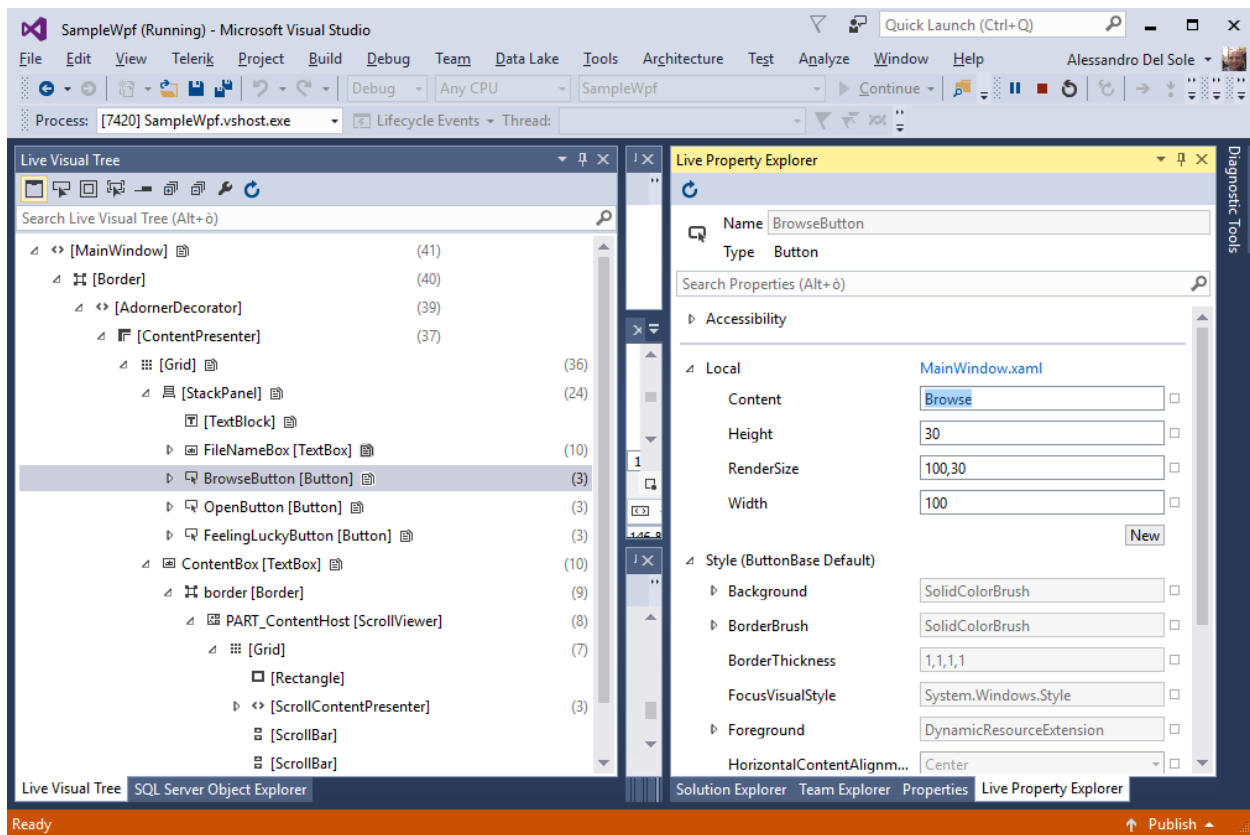 SampleWpf (Running) - Microsoft Visual Studio
Quick Launch (Ctrl+Q)
File Edit View Telerik Project Build Debug Team Data Lake Tools Architecture Test Analyze Window Help Alessandro Del Sole
Debug Any CPU SampleWpf Continue
Process: [7420] SampleWpf.vshost.exe Lifecycle Events Thread:
Live Visual Tree
Search Live Visual Tree (Alt+ò)
[MainWindow] (41)
[Border] (40)
[AdornerDecorator] (39)
[ContentPresenter] (37)
[Grid] (36)
[StackPanel] (24)
[TextBlock]
FileNameBox [TextBox] (10)
BrowseButton [Button] (3)
OpenButton [Button] (3)
FeelingLuckyButton [Button] (3)
ContentBox [TextBox] (10)
border [Border] (9)
PART_ContentHost [ScrollViewer] (8)
[Grid] (7)
[Rectangle]
[ScrollContentPresenter] (3)
[ScrollBar]
[ScrollBar]
Live Visual Tree SQL Server Object Explorer
1
Live Property Explorer
Name BrowseButton
Type Button
Search Properties (Alt+ò)
Accessibility
Local MainWindow.xaml
Content Browse
Height 30
RenderSize 100,30
Width 100
New
Style (ButtonBase Default)
Background SolidColorBrush
BorderBrush SolidColorBrush
BorderThickness 1,1,1,1
FocusVisualStyle System.Windows.Style
Foreground DynamicResourceExtension
HorizontalContentAlignm... Center
Solution Explorer Team Explorer Properties Live Property Explorer
Diagnostic Tools
Ready
Publish